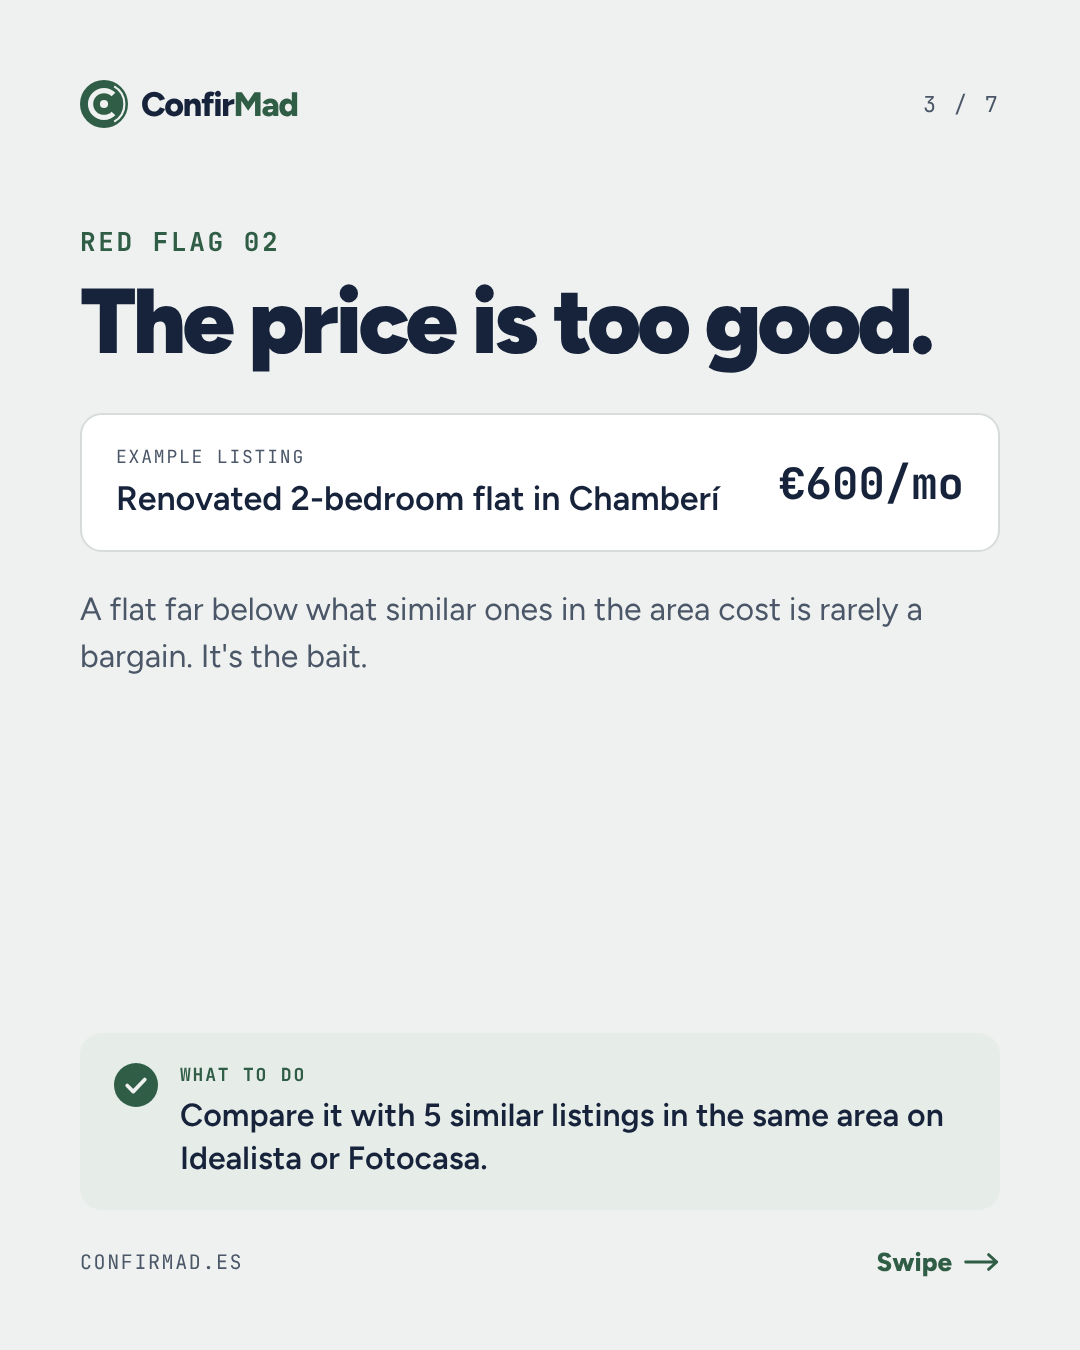 ConfirMad
3 / 7
RED FLAG 02
The price is too good.
EXAMPLE LISTING
Renovated 2-bedroom flat in Chamberí
€600/mo
A flat far below what similar ones in the area cost is rarely a
bargain. It's the bait.
WHAT TO DO
Compare it with 5 similar listings in the same area on
Idealista or Fotocasa.
CONFIRMAD.ES
Swipe →